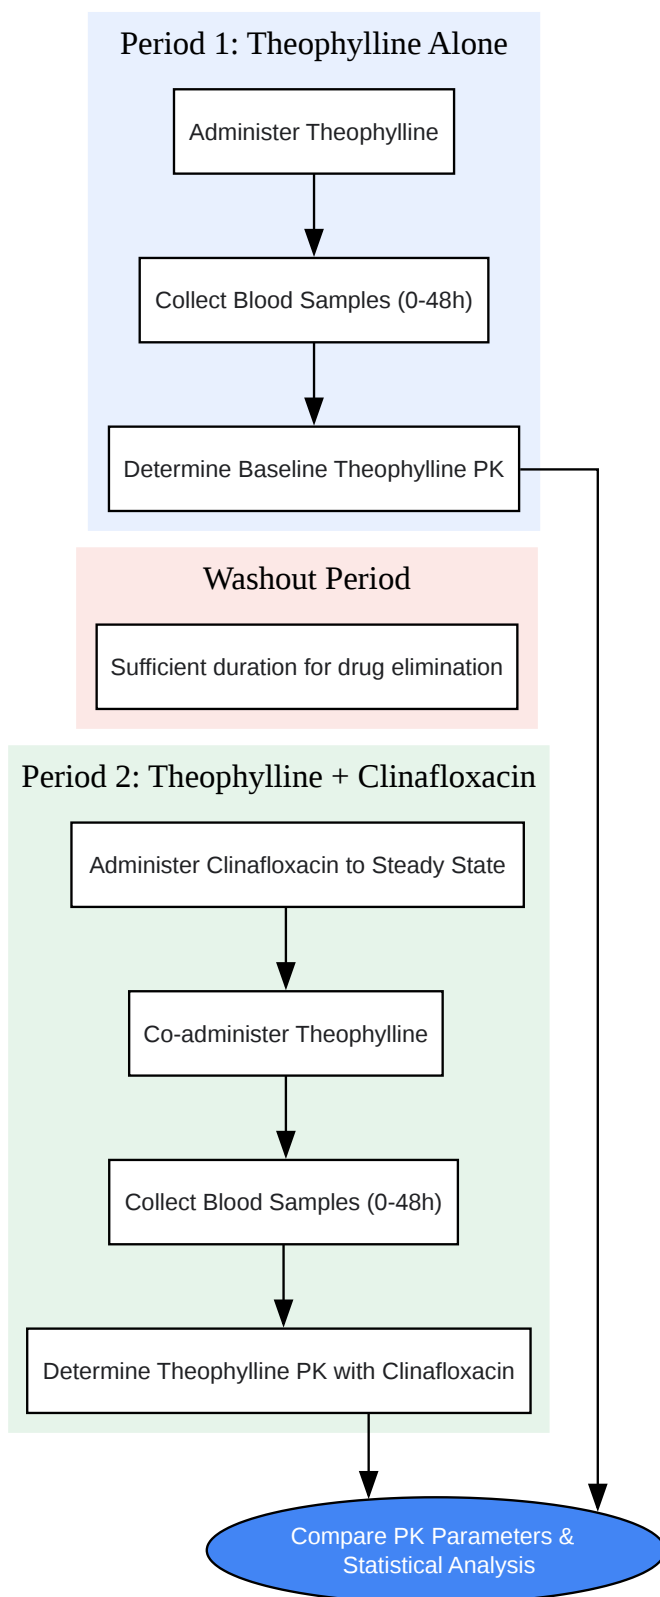 Period 1: Theophylline Alone
Administer Theophylline
Collect Blood Samples (0-48h)
Determine Baseline Theophylline PK
Washout Period
Sufficient duration for drug elimination
Period 2: Theophylline + Clinafloxacin
Administer Clinafloxacin to Steady State
Co-administer Theophylline
Collect Blood Samples (0-48h)
Determine Theophylline PK with Clinafloxacin
Compare PK Parameters &
Statistical Analysis